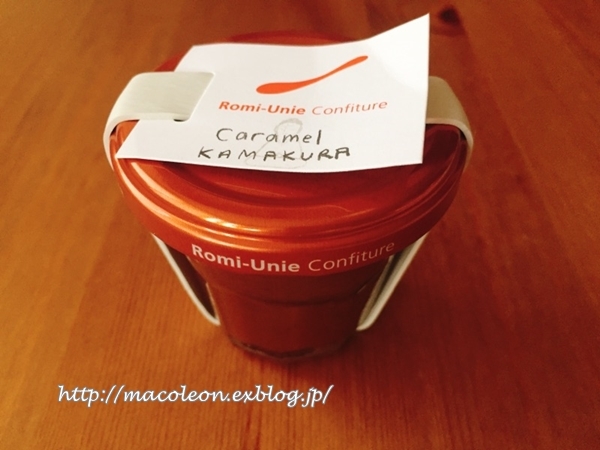 Romi-Unie Confiture
Caramel
KAMAKURA
Romi-Unie Confiture
http://macoleon.exblog.jp/